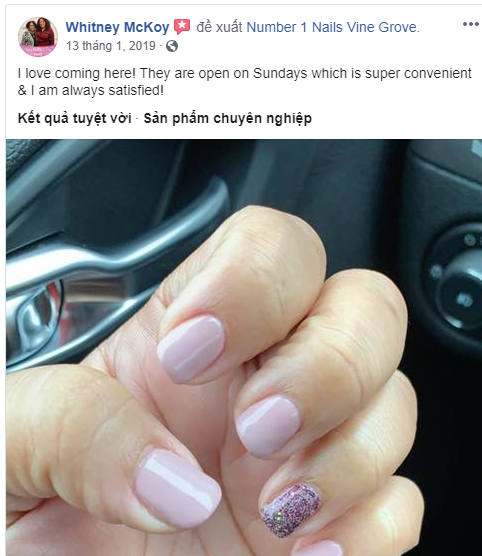 Whitney McKoy đề xuất Number 1 Nails Vine Grove.
13 tháng 1, 2019 ·
I love coming here! They are open on Sundays which is super convenient
& I am always satisfied!
Kết quả tuyệt vời · Sản phẩm chuyên nghiệp